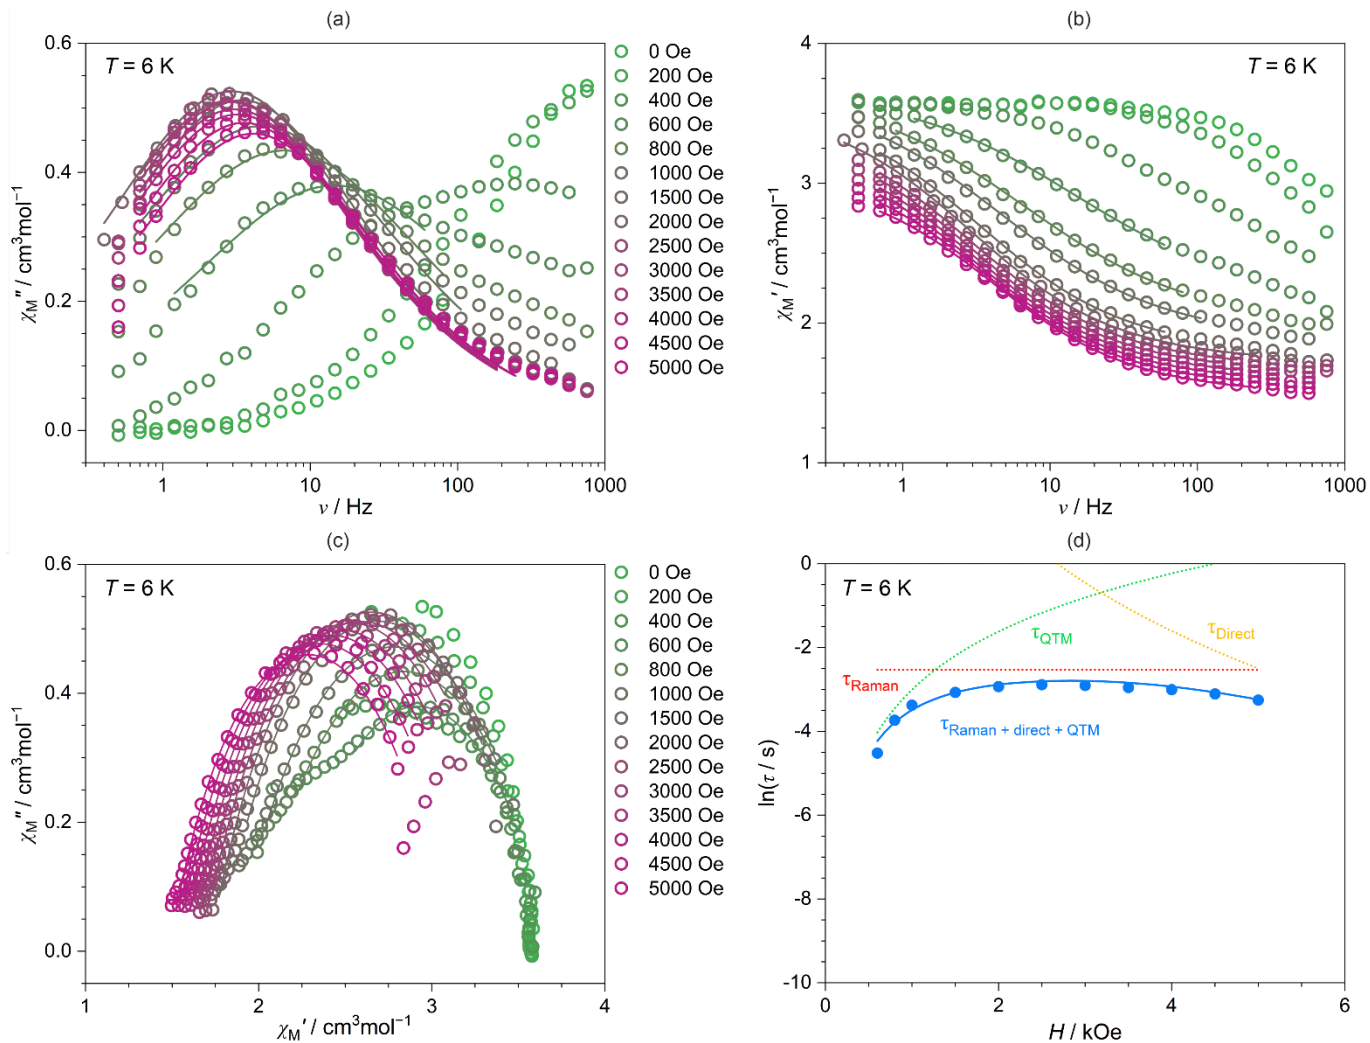 (a)
T = 6 K
χM″ / cm³mol⁻¹
0.6
0.4
0.2
0.0
1
10
100
1000
ν / Hz
0 Oe
200 Oe
400 Oe
600 Oe
800 Oe
1000 Oe
1500 Oe
2000 Oe
2500 Oe
3000 Oe
3500 Oe
4000 Oe
4500 Oe
5000 Oe
(b)
T = 6 K
χM′ / cm³mol⁻¹
4
3
2
1
1
10
100
1000
ν / Hz
(c)
T = 6 K
χM″ / cm³mol⁻¹
0.6
0.4
0.2
0.0
1
2
3
4
χM′ / cm³mol⁻¹
0 Oe
200 Oe
400 Oe
600 Oe
800 Oe
1000 Oe
1500 Oe
2000 Oe
2500 Oe
3000 Oe
3500 Oe
4000 Oe
4500 Oe
5000 Oe
(d)
T = 6 K
ln(τ / s)
0
-2
-4
-6
-8
-10
τQTM
τDirect
τRaman
τRaman + direct + QTM
0
2
4
6
H / kOe